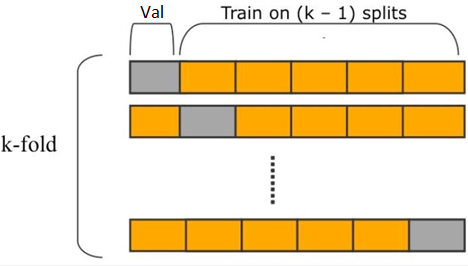 Val
Train on (k – 1) splits
k-fold